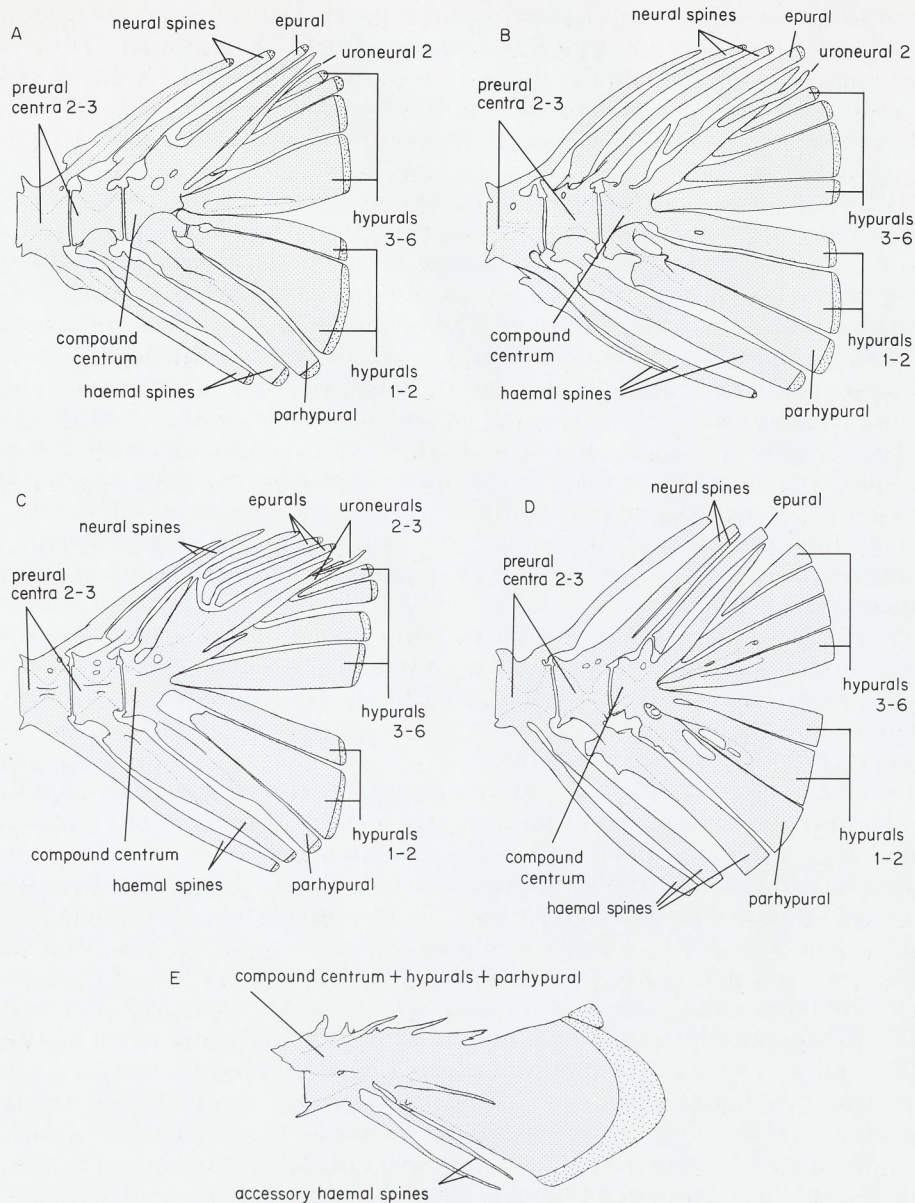 A
neural spines
epural
uroneural 2
preural
centra 2-3
hypurals
3-6
compound
centrum
haemal spines
hypurals
1-2
parhypural
B
neural spines
epural
uroneural 2
preural
centra 2-3
hypurals
3-6
compound
centrum
haemal spines
hypurals
1-2
parhypural
C
neural spines
epurals
uroneurals
2-3
preural
centra 2-3
hypurals
3-6
compound centrum
haemal spines
hypurals
1-2
parhypural
D
neural spines
epural
preural
centra 2-3
hypurals
3-6
compound
centrum
haemal spines
hypurals
1-2
parhypural
E
compound centrum + hypurals + parhypural
accessory haemal spines